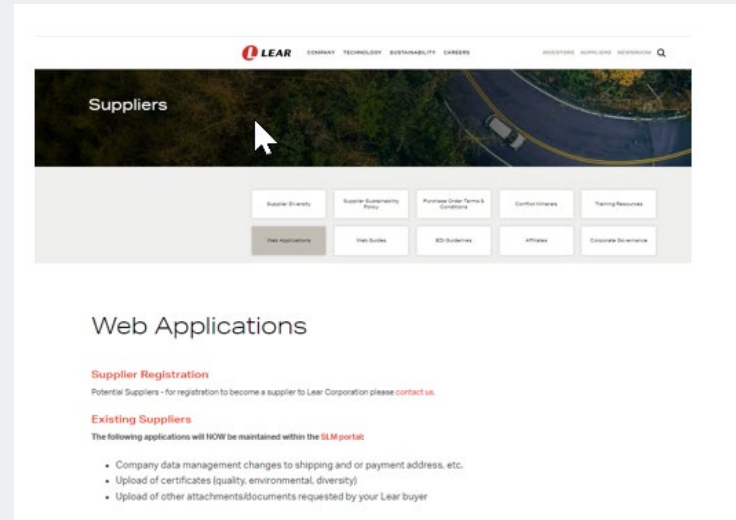 LEAR COMPANY TECHNOLOGY SUSTAINABILITY CAREERS INVESTORS SUPPLIERS NEWSROOM
Suppliers
Supplier Diversity
Supplier Sustainability
Policy
Purchase Order Terms &
Conditions
Conflict Minerals
Training Resources
Web Applications
Web Guides
EDI Guidelines
Affiliates
Corporate Governance
Web Applications
Supplier Registration
Potential Suppliers - for registration to become a supplier to Lear Corporation please contact us.
Existing Suppliers
The following applications will NOW be maintained within the SLM portal:
• Company data management changes to shipping and or payment address, etc.
• Upload of certificates (quality, environmental, diversity)
• Upload of other attachments/documents requested by your Lear buyer